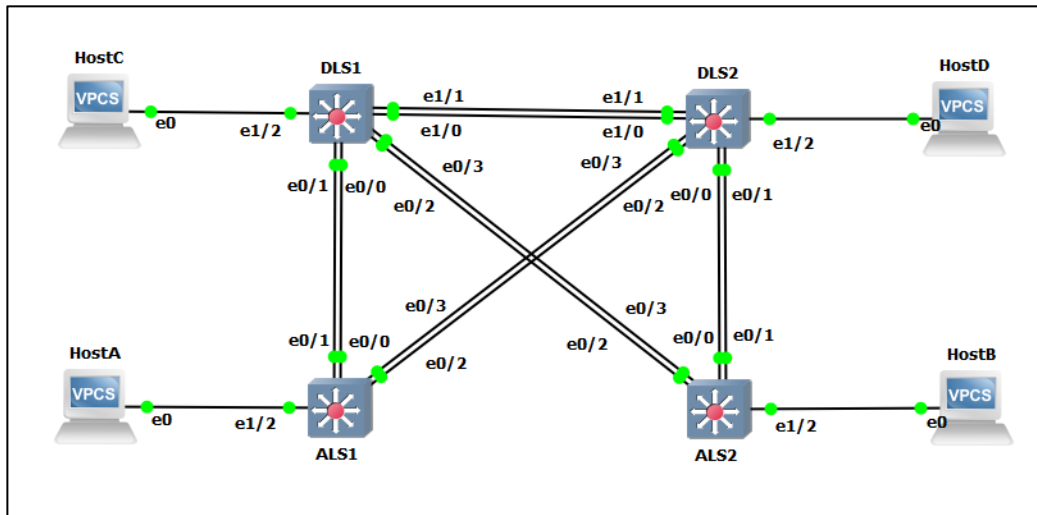 HostC
DLS1
DLS2
HostD
VPCS
e0
e1/2
e1/1
e1/0
e1/1
e1/0
e1/2
e0
VPCS
e0/1
e0/0
e0/3
e0/2
e0/3
e0/2
e0/0
e0/1
e0/3
e0/2
e0/3
e0/2
e0/1
e0/0
e0/0
e0/1
HostA
HostB
VPCS
e0
e1/2
ALS1
ALS2
e1/2
e0
VPCS